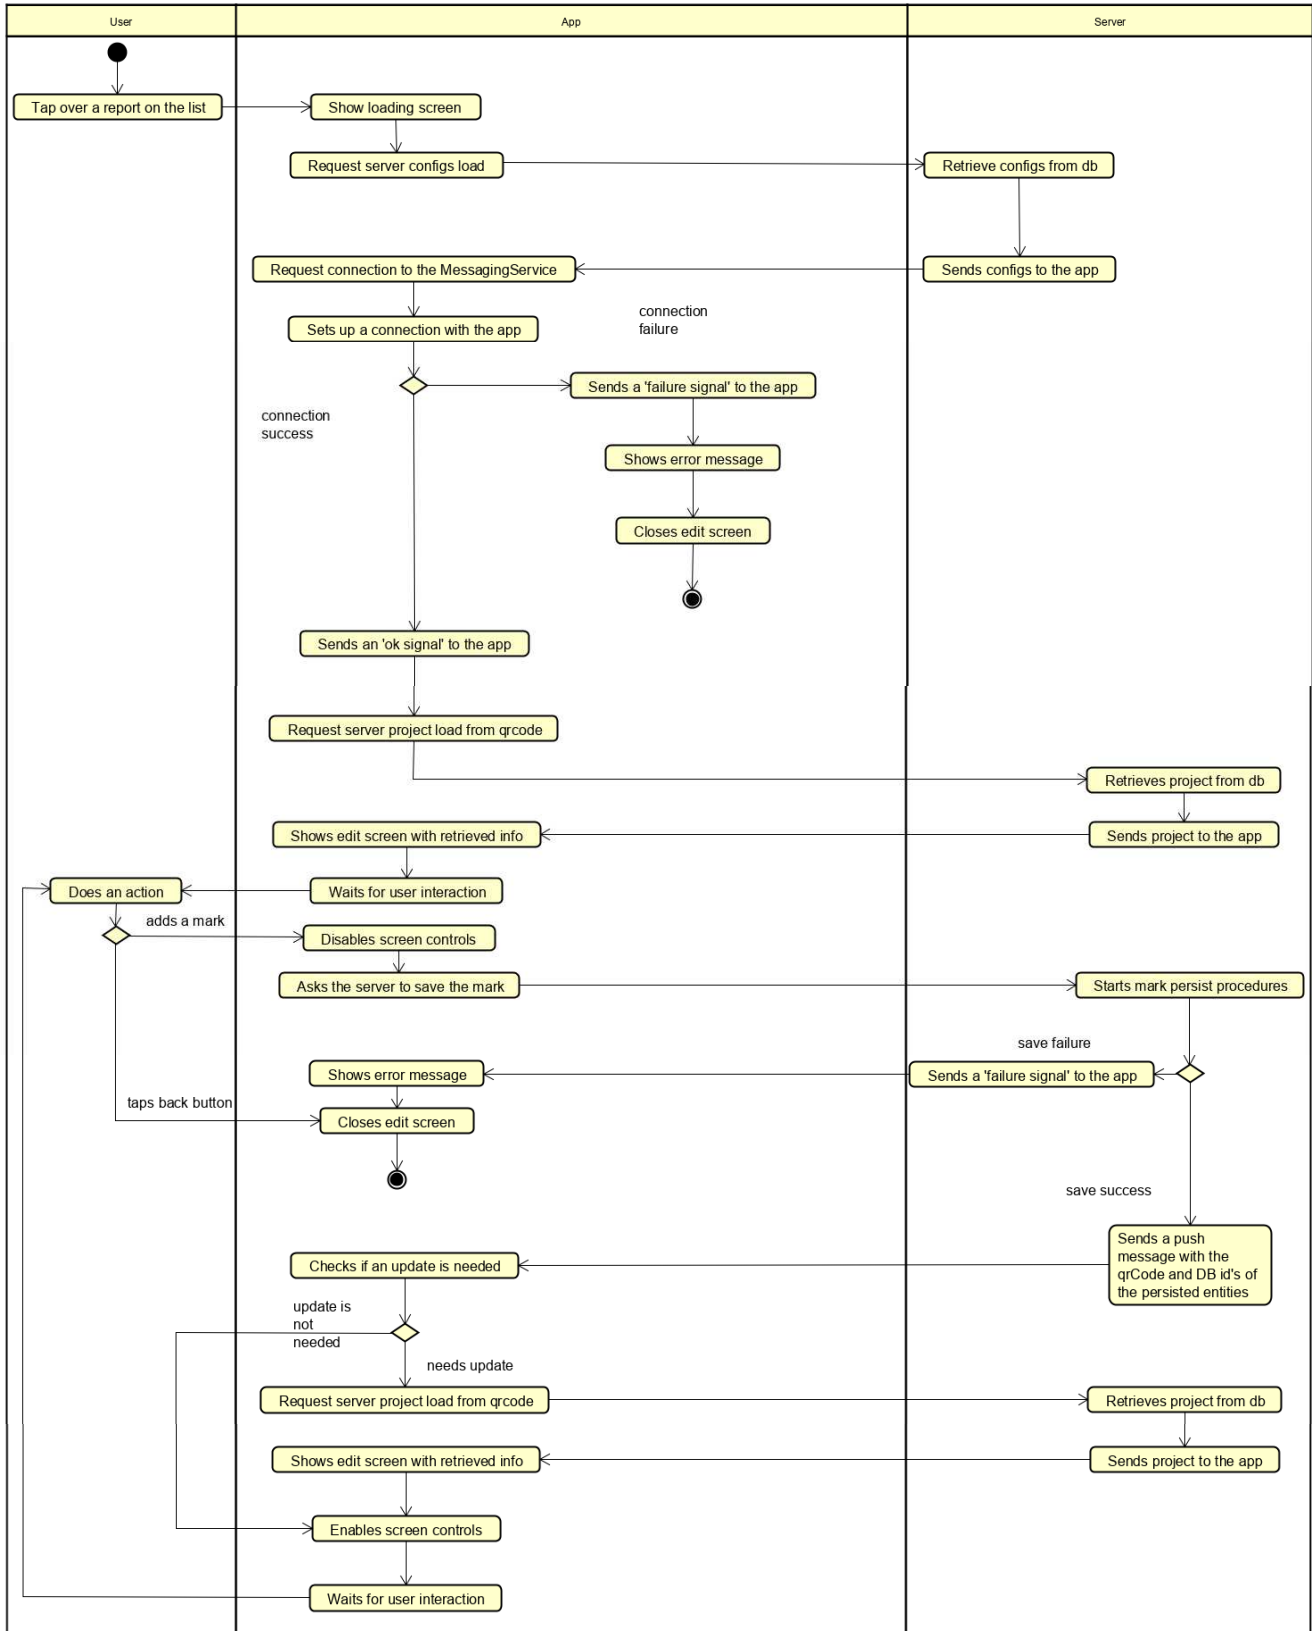 User
App
Server
Tap over a report on the list
Show loading screen
Request server configs load
Retrieve configs from db
Request connection to the MessagingService
Sends configs to the app
connection
failure
Sets up a connection with the app
Sends a 'failure signal' to the app
connection
success
Shows error message
Closes edit screen
Sends an 'ok signal' to the app
Request server project load from qrcode
Retrieves project from db
Shows edit screen with retrieved info
Sends project to the app
Does an action
Waits for user interaction
adds a mark
Disables screen controls
Asks the server to save the mark
Starts mark persist procedures
save failure
Shows error message
Sends a 'failure signal' to the app
taps back button
Closes edit screen
save success
Sends a push
message with the
qrCode and DB id's of
the persisted entities
Checks if an update is needed
update is
not
needed
needs update
Request server project load from qrcode
Retrieves project from db
Shows edit screen with retrieved info
Sends project to the app
Enables screen controls
Waits for user interaction